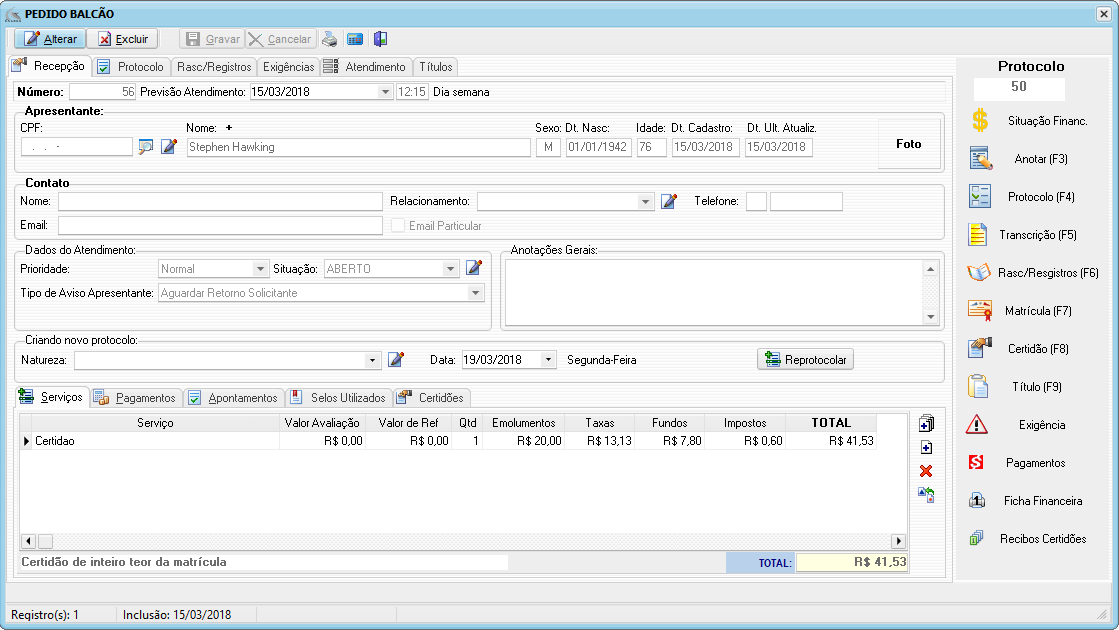 PEDIDO BALCÃO
Alterar Excluir Gravar Cancelar
Recepção Protocolo Rasc/Registros Exigências Atendimento Títulos
Número: 56 Previsão Atendimento: 15/03/2018 12:15 Dia semana
Apresentante:
CPF: Nome: + Sexo: Dt. Nasc: Idade: Dt. Cadastro: Dt. Ult. Atualiz.
. . - Stephen Hawking M 01/01/1942 76 15/03/2018 15/03/2018 Foto
Contato
Nome: Relacionamento: Telefone:
Email: Email Particular
Dados do Atendimento: Anotações Gerais:
Prioridade: Normal Situação: ABERTO
Tipo de Aviso Apresentante: Aguardar Retorno Solicitante
Criando novo protocolo:
Natureza: Data: 19/03/2018 Segunda-Feira Reprotocolar
Serviços Pagamentos Apontamentos Selos Utilizados Certidões
Serviço Valor Avaliação Valor de Ref Qtd Emolumentos Taxas Fundos Impostos TOTAL
Certidao R$ 0,00 R$ 0,00 1 R$ 20,00 R$ 13,13 R$ 7,80 R$ 0,60 R$ 41,53
Certidão de inteiro teor da matrícula TOTAL: R$ 41,53
Protocolo
50
Situação Financ.
Anotar (F3)
Protocolo (F4)
Transcrição (F5)
Rasc/Resgistros (F6)
Matrícula (F7)
Certidão (F8)
Título (F9)
Exigência
Pagamentos
Ficha Financeira
Recibos Certidões
Registro(s): 1 Inclusão: 15/03/2018